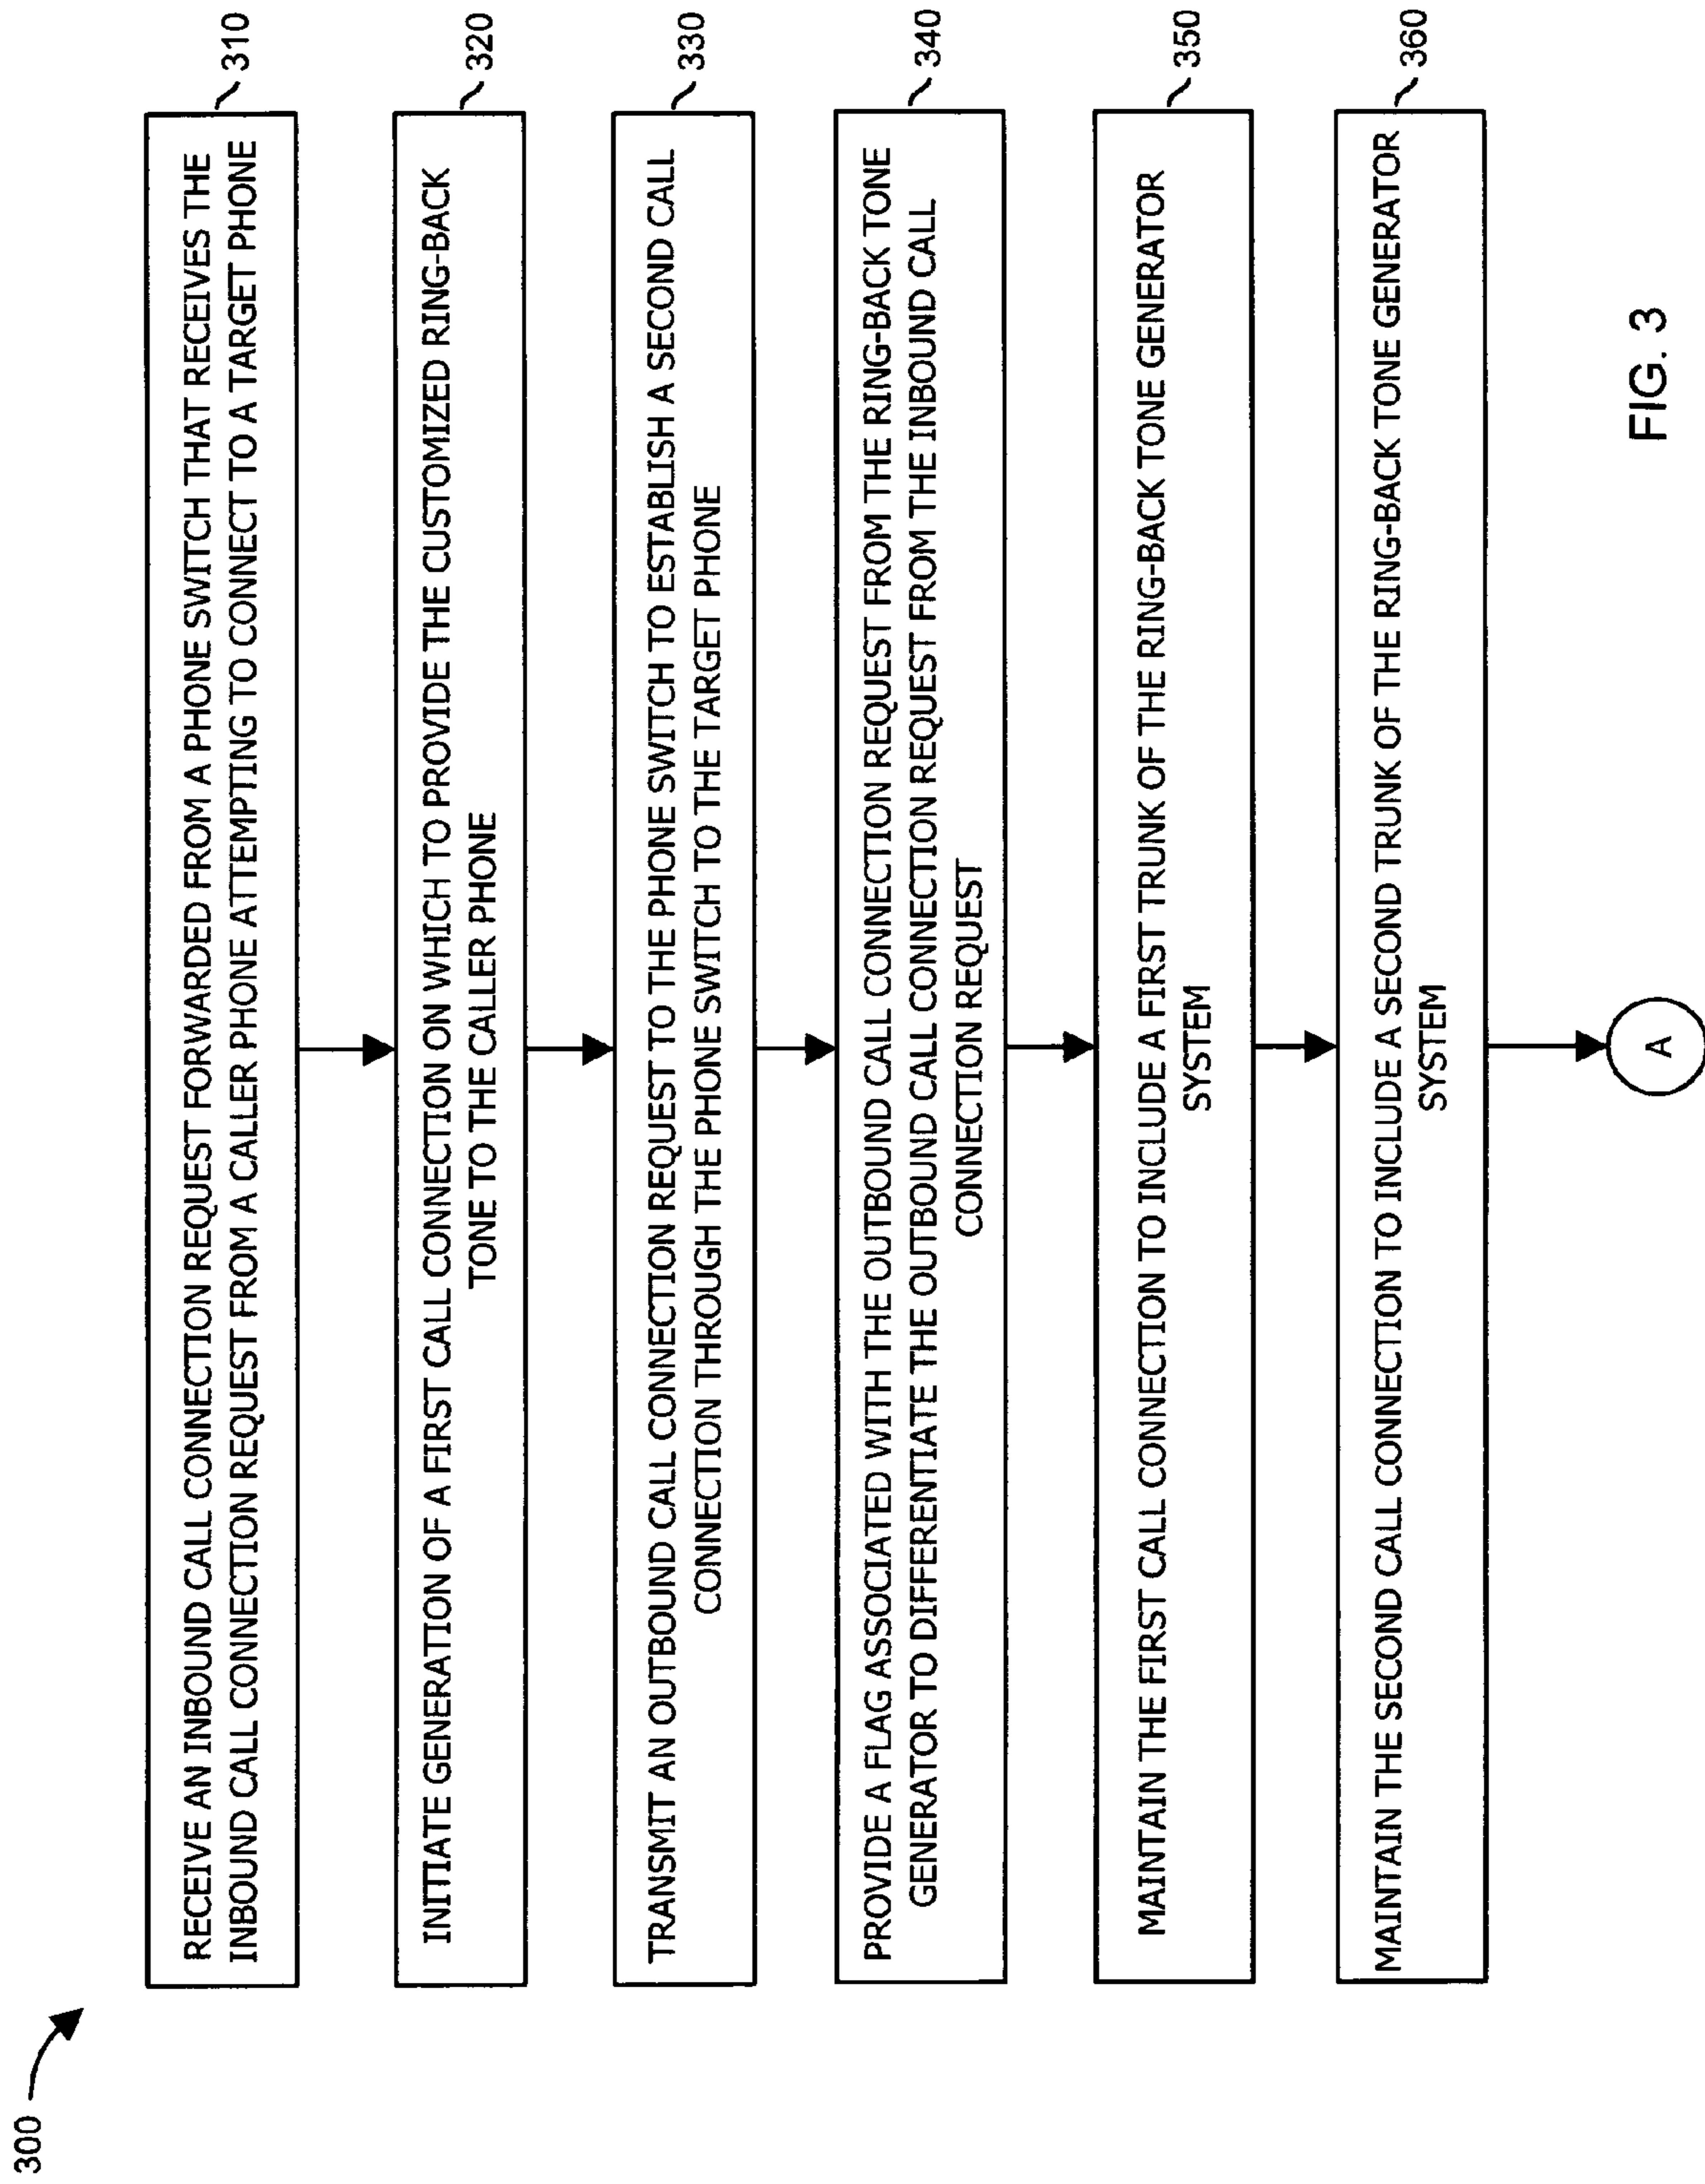 300
RECEIVE AN INBOUND CALL CONNECTION REQUEST FORWARDED FROM A PHONE SWITCH THAT RECEIVES THE
INBOUND CALL CONNECTION REQUEST FROM A CALLER PHONE ATTEMPTING TO CONNECT TO A TARGET PHONE
310
INITIATE GENERATION OF A FIRST CALL CONNECTION ON WHICH TO PROVIDE THE CUSTOMIZED RING-BACK
TONE TO THE CALLER PHONE
320
TRANSMIT AN OUTBOUND CALL CONNECTION REQUEST TO THE PHONE SWITCH TO ESTABLISH A SECOND CALL
CONNECTION THROUGH THE PHONE SWITCH TO THE TARGET PHONE
330
PROVIDE A FLAG ASSOCIATED WITH THE OUTBOUND CALL CONNECTION REQUEST FROM THE RING-BACK TONE
GENERATOR TO DIFFERENTIATE THE OUTBOUND CALL CONNECTION REQUEST FROM THE INBOUND CALL
CONNECTION REQUEST
340
MAINTAIN THE FIRST CALL CONNECTION TO INCLUDE A FIRST TRUNK OF THE RING-BACK TONE GENERATOR
SYSTEM
350
MAINTAIN THE SECOND CALL CONNECTION TO INCLUDE A SECOND TRUNK OF THE RING-BACK TONE GENERATOR
SYSTEM
360
A
FIG. 3